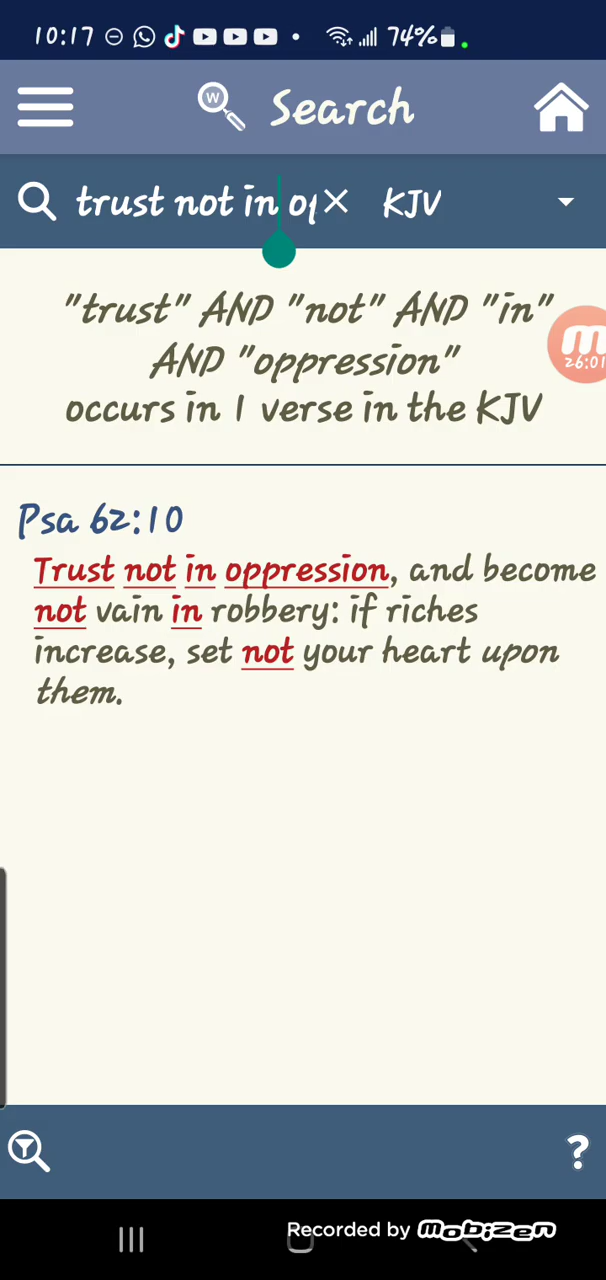 10:17 74%
W Search
trust not in KJV
"trust" AND "not" AND "in"
AND "oppression"
occurs in 1 verse in the KJV
26:01
Psa 62:10
Trust not in oppression, and become
not vain in robbery: if riches
increase, set not your heart upon
them.
?
Recorded by mobizen